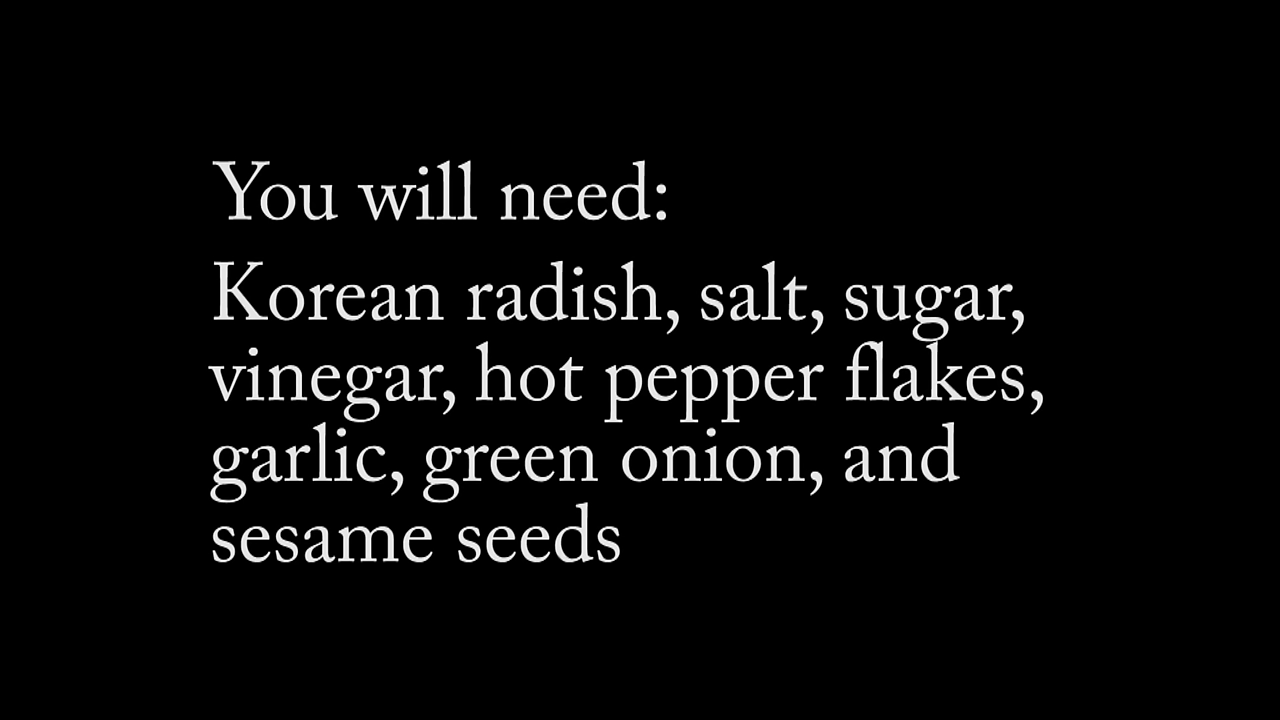 You will need:
Korean radish, salt, sugar,
vinegar, hot pepper flakes,
garlic, green onion, and
sesame seeds